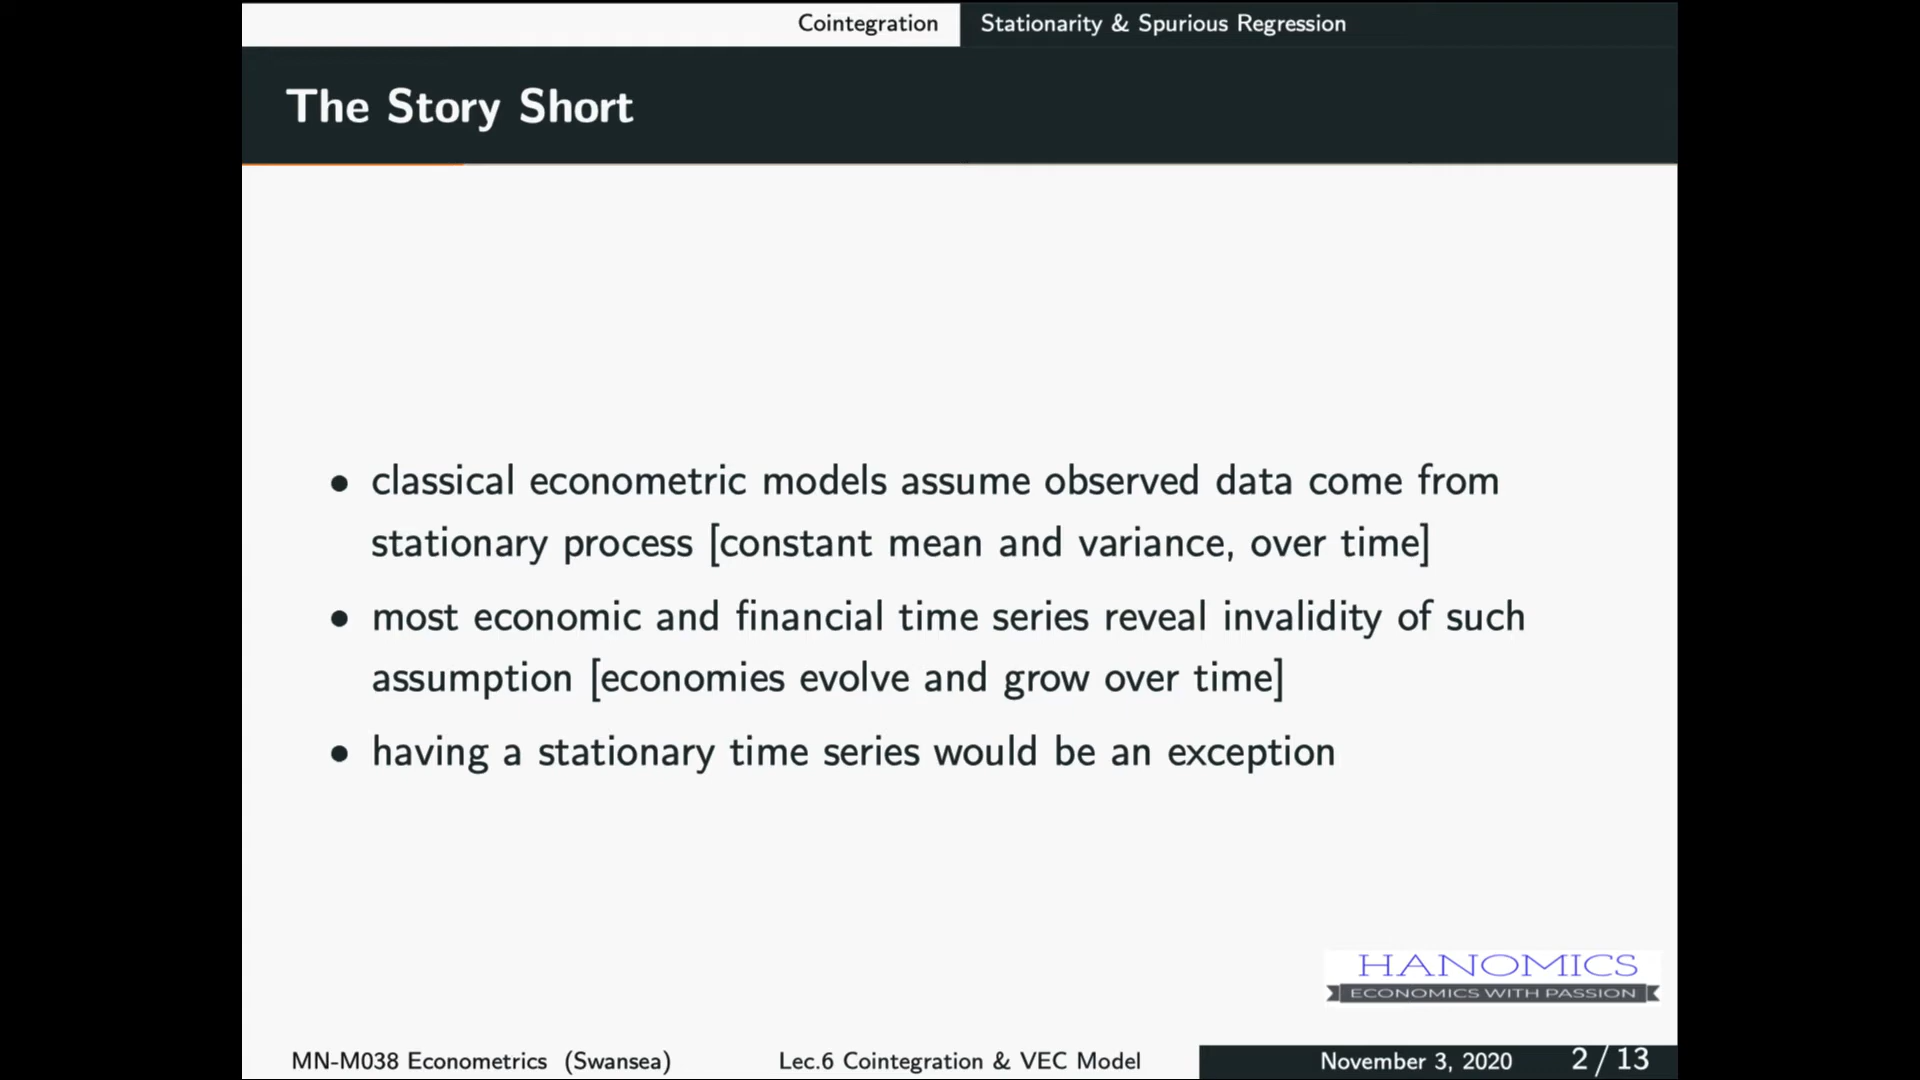 Cointegration Stationarity & Spurious Regression
The Story Short
• classical econometric models assume observed data come from
stationary process [constant mean and variance, over time]
• most economic and financial time series reveal invalidity of such
assumption [economies evolve and grow over time]
• having a stationary time series would be an exception
HANOMICS
ECONOMICS WITH PASSION
MN-M038 Econometrics (Swansea) Lec.6 Cointegration & VEC Model November 3, 2020 2 / 13